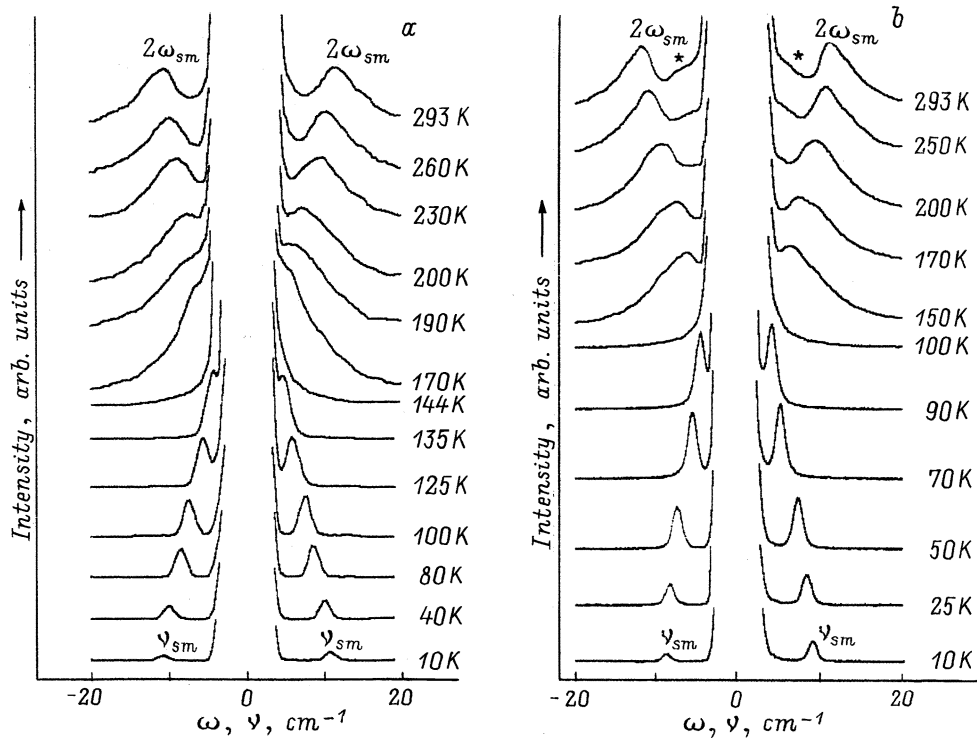 a
2ω_sm
2ω_sm
293 K
260 K
230 K
200 K
190 K
170 K
144 K
135 K
125 K
100 K
80 K
40 K
10 K
ν_sm
ν_sm
Intensity, arb. units
-20
0
20
ω, ν, cm⁻¹
b
2ω_sm
*
*
2ω_sm
293 K
250 K
200 K
170 K
150 K
100 K
90 K
70 K
50 K
25 K
10 K
ν_sm
ν_sm
Intensity, arb. units
-20
0
20
ω, ν, cm⁻¹